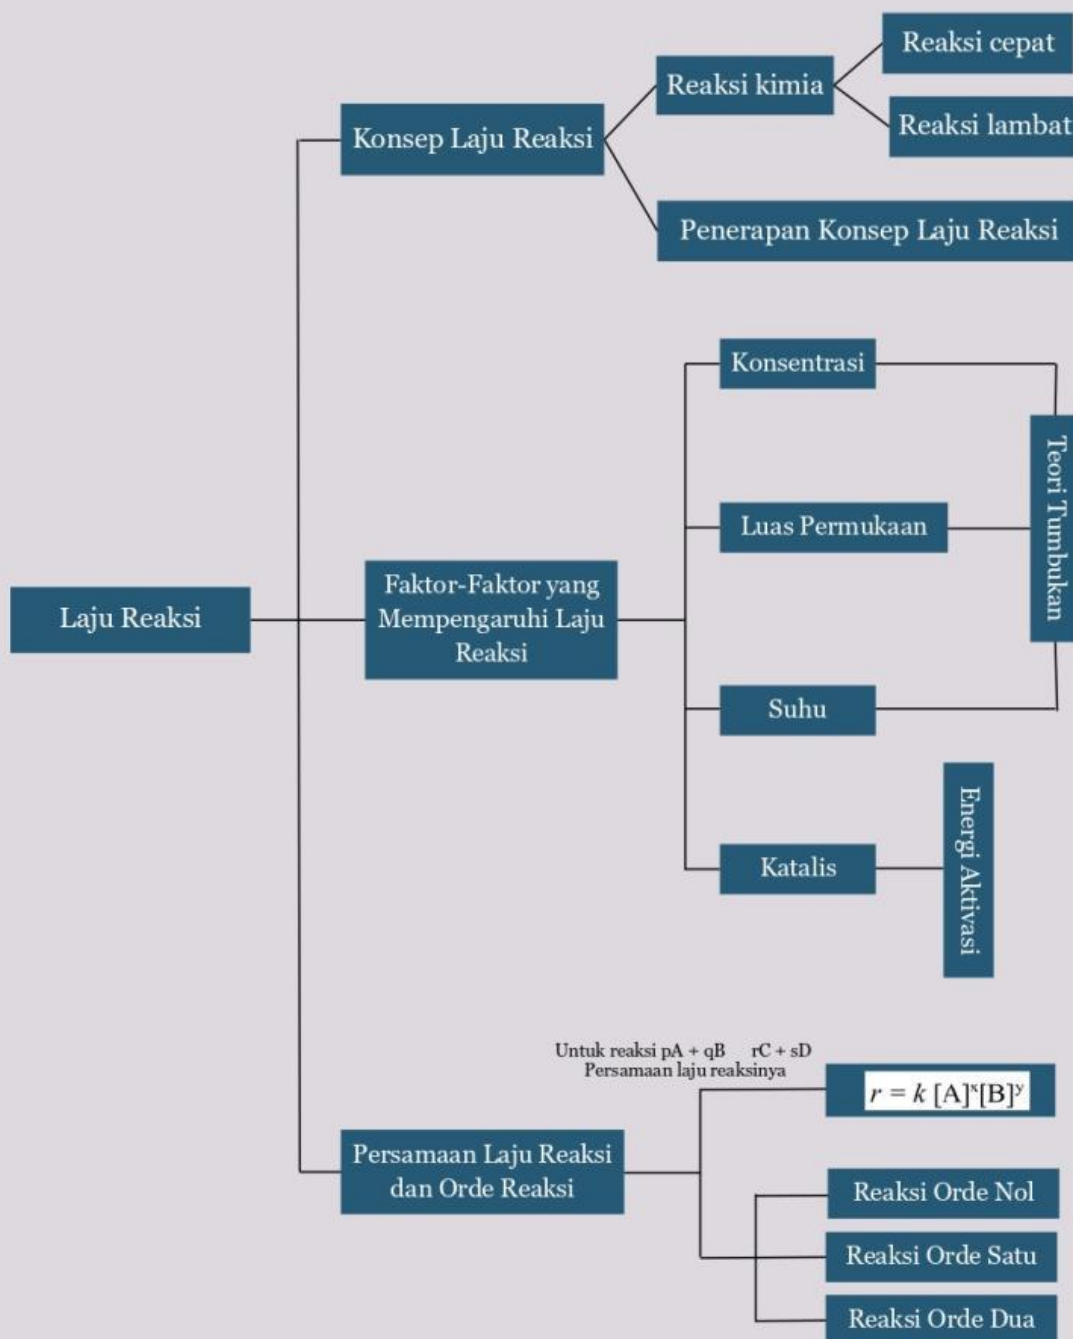 Reaksi cepat
Reaksi kimia
Reaksi lambat
Konsep Laju Reaksi
Penerapan Konsep Laju Reaksi
Konsentrasi
Teori Tumbukan
Luas Permukaan
Laju Reaksi
Faktor-Faktor yang
Mempengaruhi Laju
Reaksi
Suhu
Energi Aktivasi
Katalis
Untuk reaksi pA + qB rC + sD
Persamaan laju reaksinya
r = k [A]ˣ[B]ʸ
Persamaan Laju Reaksi
dan Orde Reaksi
Reaksi Orde Nol
Reaksi Orde Satu
Reaksi Orde Dua